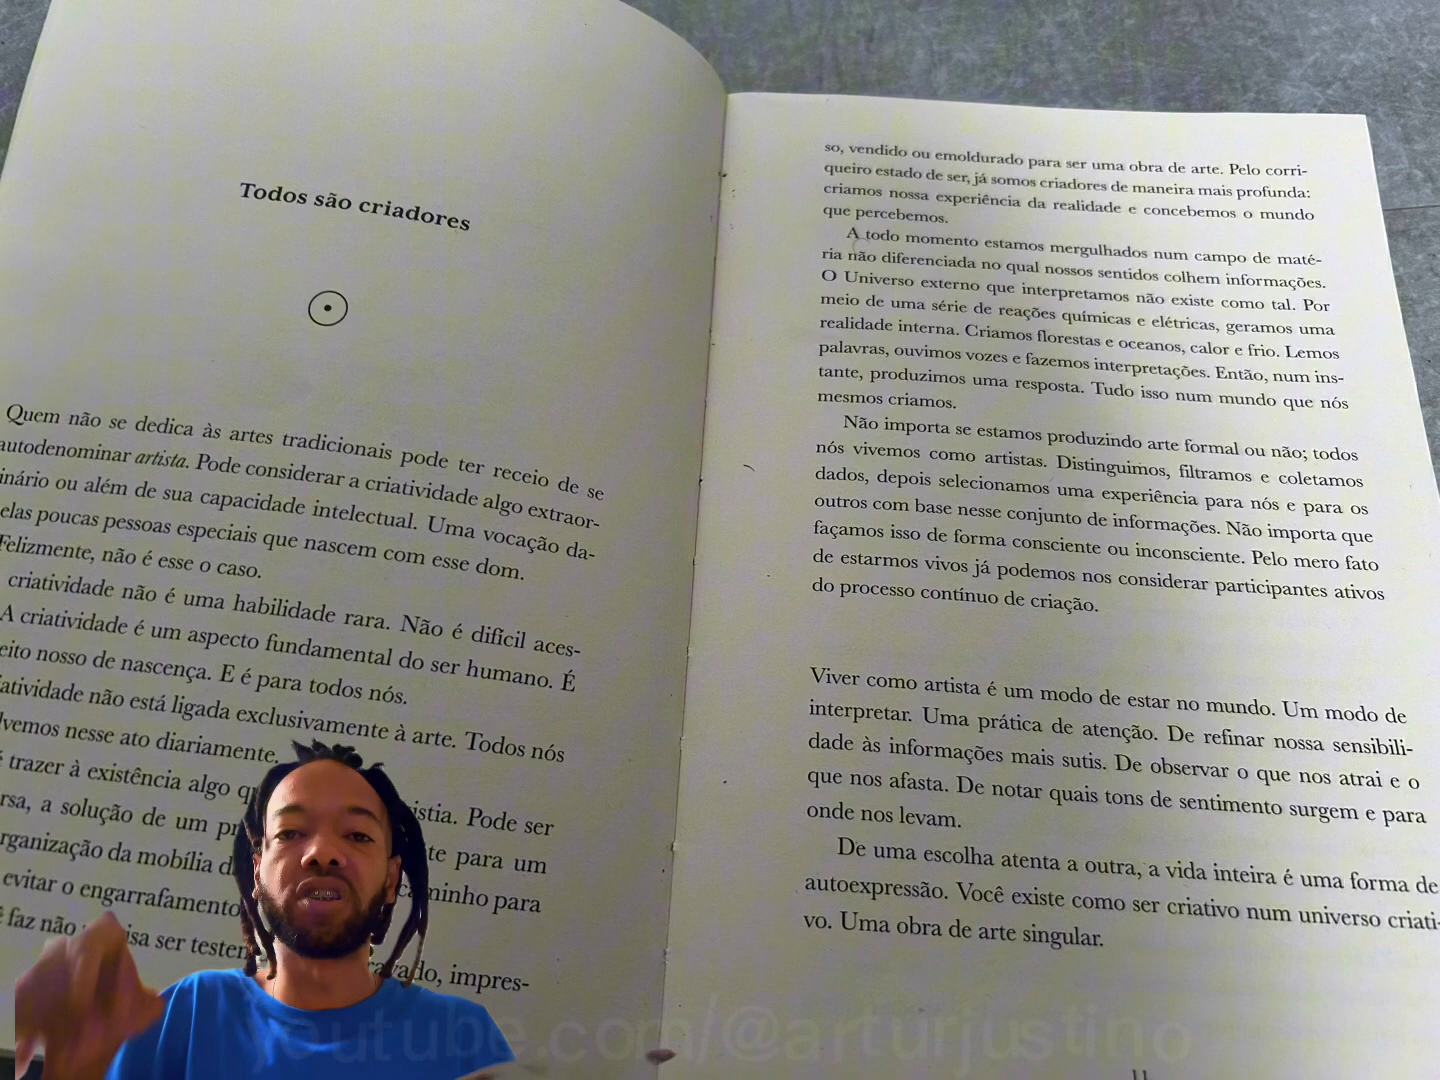 Todos são criadores
Quem não se dedica às artes tradicionais pode ter receio de se
autodenominar artista. Pode considerar a criatividade algo extraor-
inário ou além de sua capacidade intelectual. Uma vocação da-
elas poucas pessoas especiais que nascem com esse dom.
Felizmente, não é esse o caso.
criatividade não é uma habilidade rara. Não é difícil aces-
A criatividade é um aspecto fundamental do ser humano. É
eito nosso de nascença. E é para todos nós.
iatividade não está ligada exclusivamente à arte. Todos nós
lvemos nesse ato diariamente.
trazer à existência algo istia. Pode ser
rsa, a solução de um te para um
rganização da mobília caminho para
evitar o engarrafamento
faz não isa ser avado, impres-
so, vendido ou emoldurado para ser uma obra de arte. Pelo corri-
queiro estado de ser, já somos criadores de maneira mais profunda:
criamos nossa experiência da realidade e concebemos o mundo
que percebemos.
A todo momento estamos mergulhados num campo de maté-
ria não diferenciada no qual nossos sentidos colhem informações.
O Universo externo que interpretamos não existe como tal. Por
meio de uma série de reações químicas e elétricas, geramos uma
realidade interna. Criamos florestas e oceanos, calor e frio. Lemos
palavras, ouvimos vozes e fazemos interpretações. Então, num ins-
tante, produzimos uma resposta. Tudo isso num mundo que nós
mesmos criamos.
Não importa se estamos produzindo arte formal ou não; todos
nós vivemos como artistas. Distinguimos, filtramos e coletamos
dados, depois selecionamos uma experiência para nós e para os
outros com base nesse conjunto de informações. Não importa que
façamos isso de forma consciente ou inconsciente. Pelo mero fato
de estarmos vivos já podemos nos considerar participantes ativos
do processo contínuo de criação.
Viver como artista é um modo de estar no mundo. Um modo de
interpretar. Uma prática de atenção. De refinar nossa sensibili-
dade às informações mais sutis. De observar o que nos atrai e o
que nos afasta. De notar quais tons de sentimento surgem e para
onde nos levam.
De uma escolha atenta a outra, a vida inteira é uma forma de
autoexpressão. Você existe como ser criativo num universo criati-
vo. Uma obra de arte singular.
youtube.com/@arturjustino